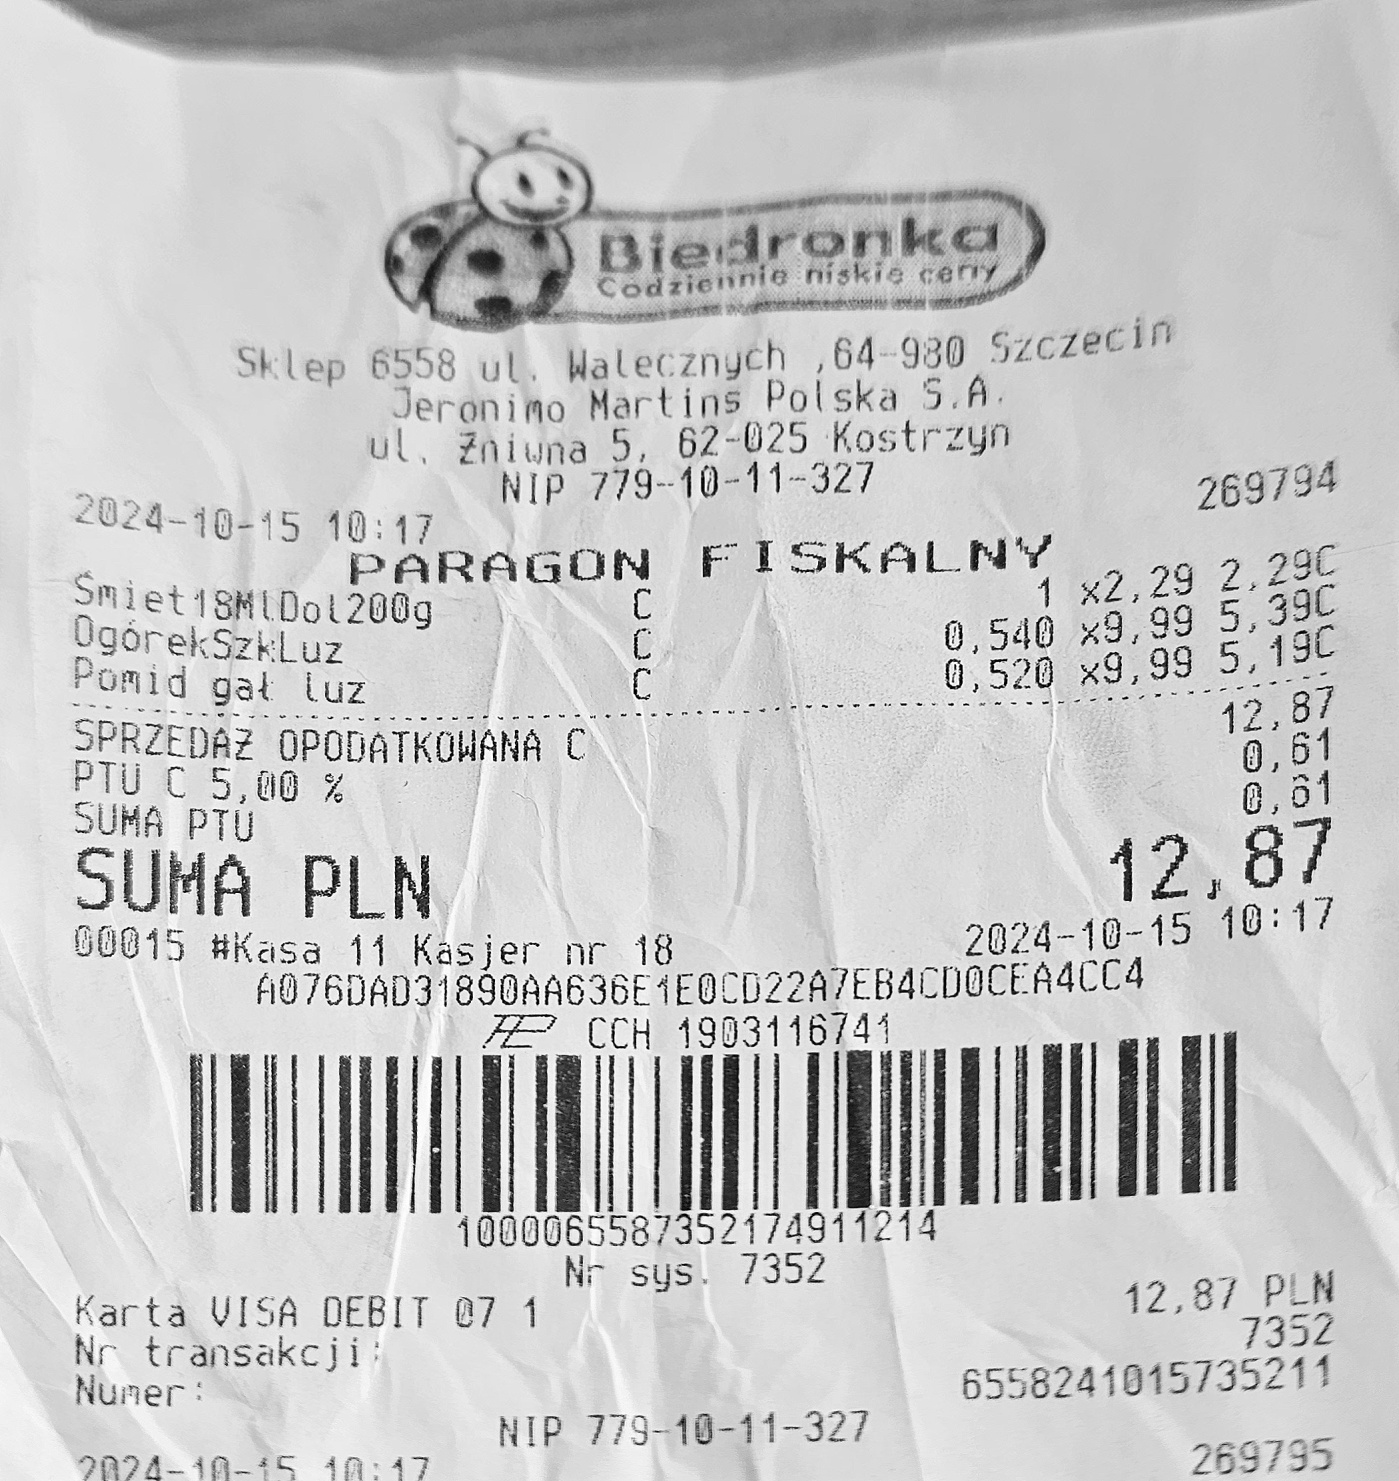 Biedronka
Codziennie niskie ceny
Sklep 6558 ul. Walecznych ,64-980 Szczecin
Jeronimo Martins Polska S.A.
ul. Żniwna 5, 62-025 Kostrzyn
NIP 779-10-11-327
2024-10-15 10:17 269794
PARAGON FISKALNY
Śmiet18MlDol200g C 1 x2,29 2,29C
OgórekSzkLuz C 0,540 x9,99 5,39C
Pomid gał luz C 0,520 x9,99 5,19C
SPRZEDAŻ OPODATKOWANA C 12,87
PTU C 5,00 % 0,61
SUMA PTU 0,61
SUMA PLN 12,87
00015 #Kasa 11 Kasjer nr 18 2024-10-15 10:17
A076DAD31890AA636E1E0CD22A7EB4CD0CEA4CC4
CCH 1903116741
1000065587352174911214
Nr sys. 7352
Karta VISA DEBIT 07 1 12,87 PLN
Nr transakcji: 7352
Numer: 6558241015735211
NIP 779-10-11-327
2024-10-15 10:17 269795